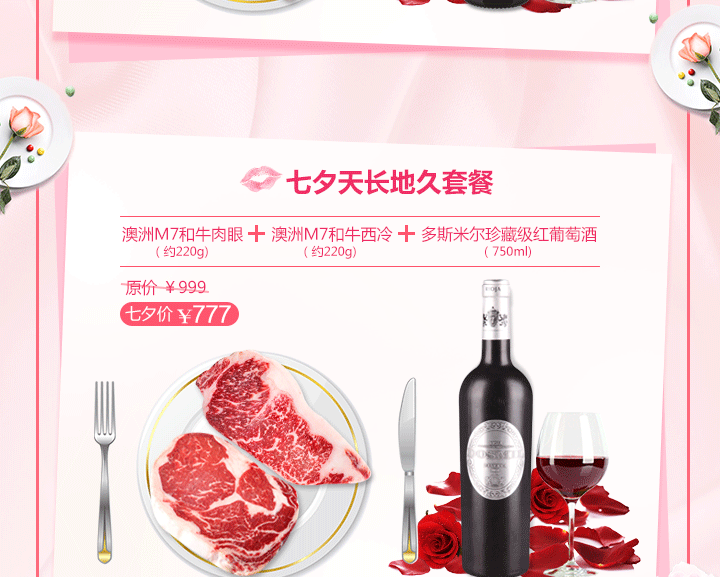 七夕天长地久套餐
澳洲M7和牛肉眼 + 澳洲M7和牛西冷 + 多斯米尔珍藏级红葡萄酒
(约220g) (约220g) (750ml)
原价 ￥999
七夕价 ￥777